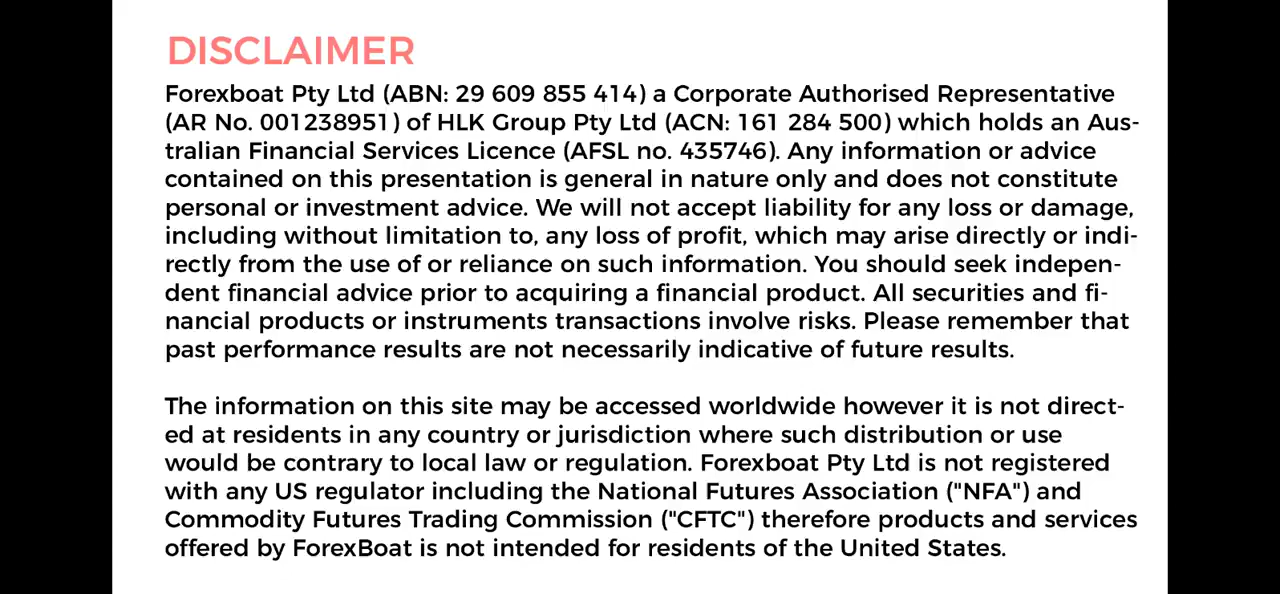 DISCLAIMER
Forexboat Pty Ltd (ABN: 29 609 855 414) a Corporate Authorised Representative
(AR No. 001238951) of HLK Group Pty Ltd (ACN: 161 284 500) which holds an Aus-
tralian Financial Services Licence (AFSL no. 435746). Any information or advice
contained on this presentation is general in nature only and does not constitute
personal or investment advice. We will not accept liability for any loss or damage,
including without limitation to, any loss of profit, which may arise directly or indi-
rectly from the use of or reliance on such information. You should seek indepen-
dent financial advice prior to acquiring a financial product. All securities and fi-
nancial products or instruments transactions involve risks. Please remember that
past performance results are not necessarily indicative of future results.
The information on this site may be accessed worldwide however it is not direct-
ed at residents in any country or jurisdiction where such distribution or use
would be contrary to local law or regulation. Forexboat Pty Ltd is not registered
with any US regulator including the National Futures Association ("NFA") and
Commodity Futures Trading Commission ("CFTC") therefore products and services
offered by ForexBoat is not intended for residents of the United States.